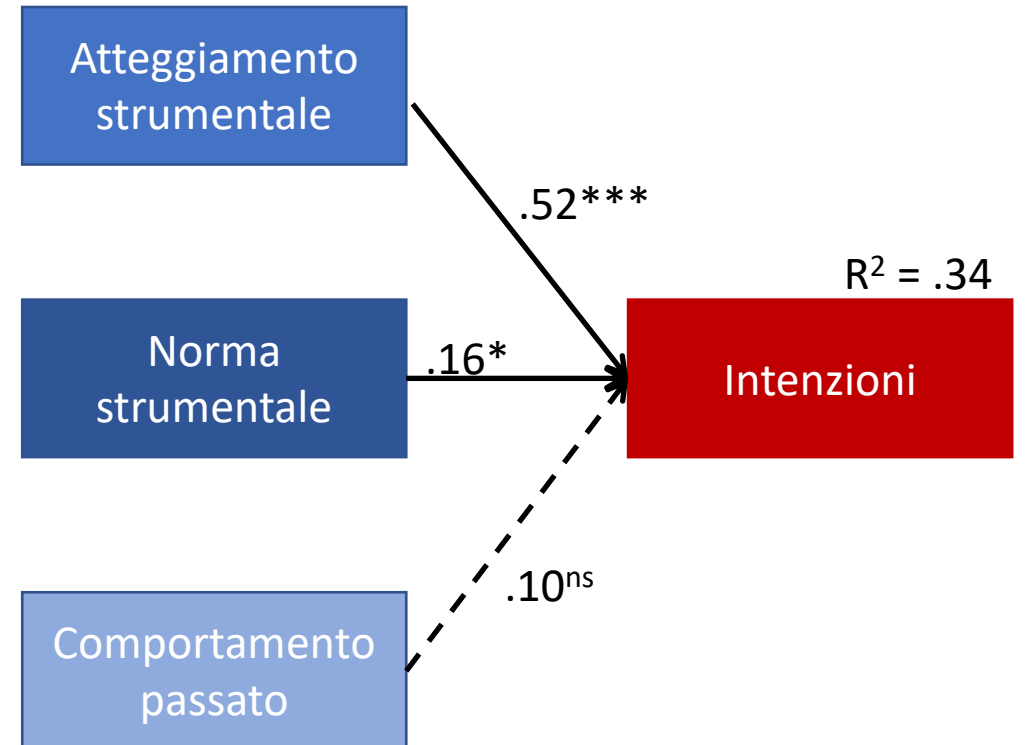 Atteggiamento
strumentale
.52***
R² = .34
Norma
strumentale
.16*
Intenzioni
.10ⁿˢ
Comportamento
passato